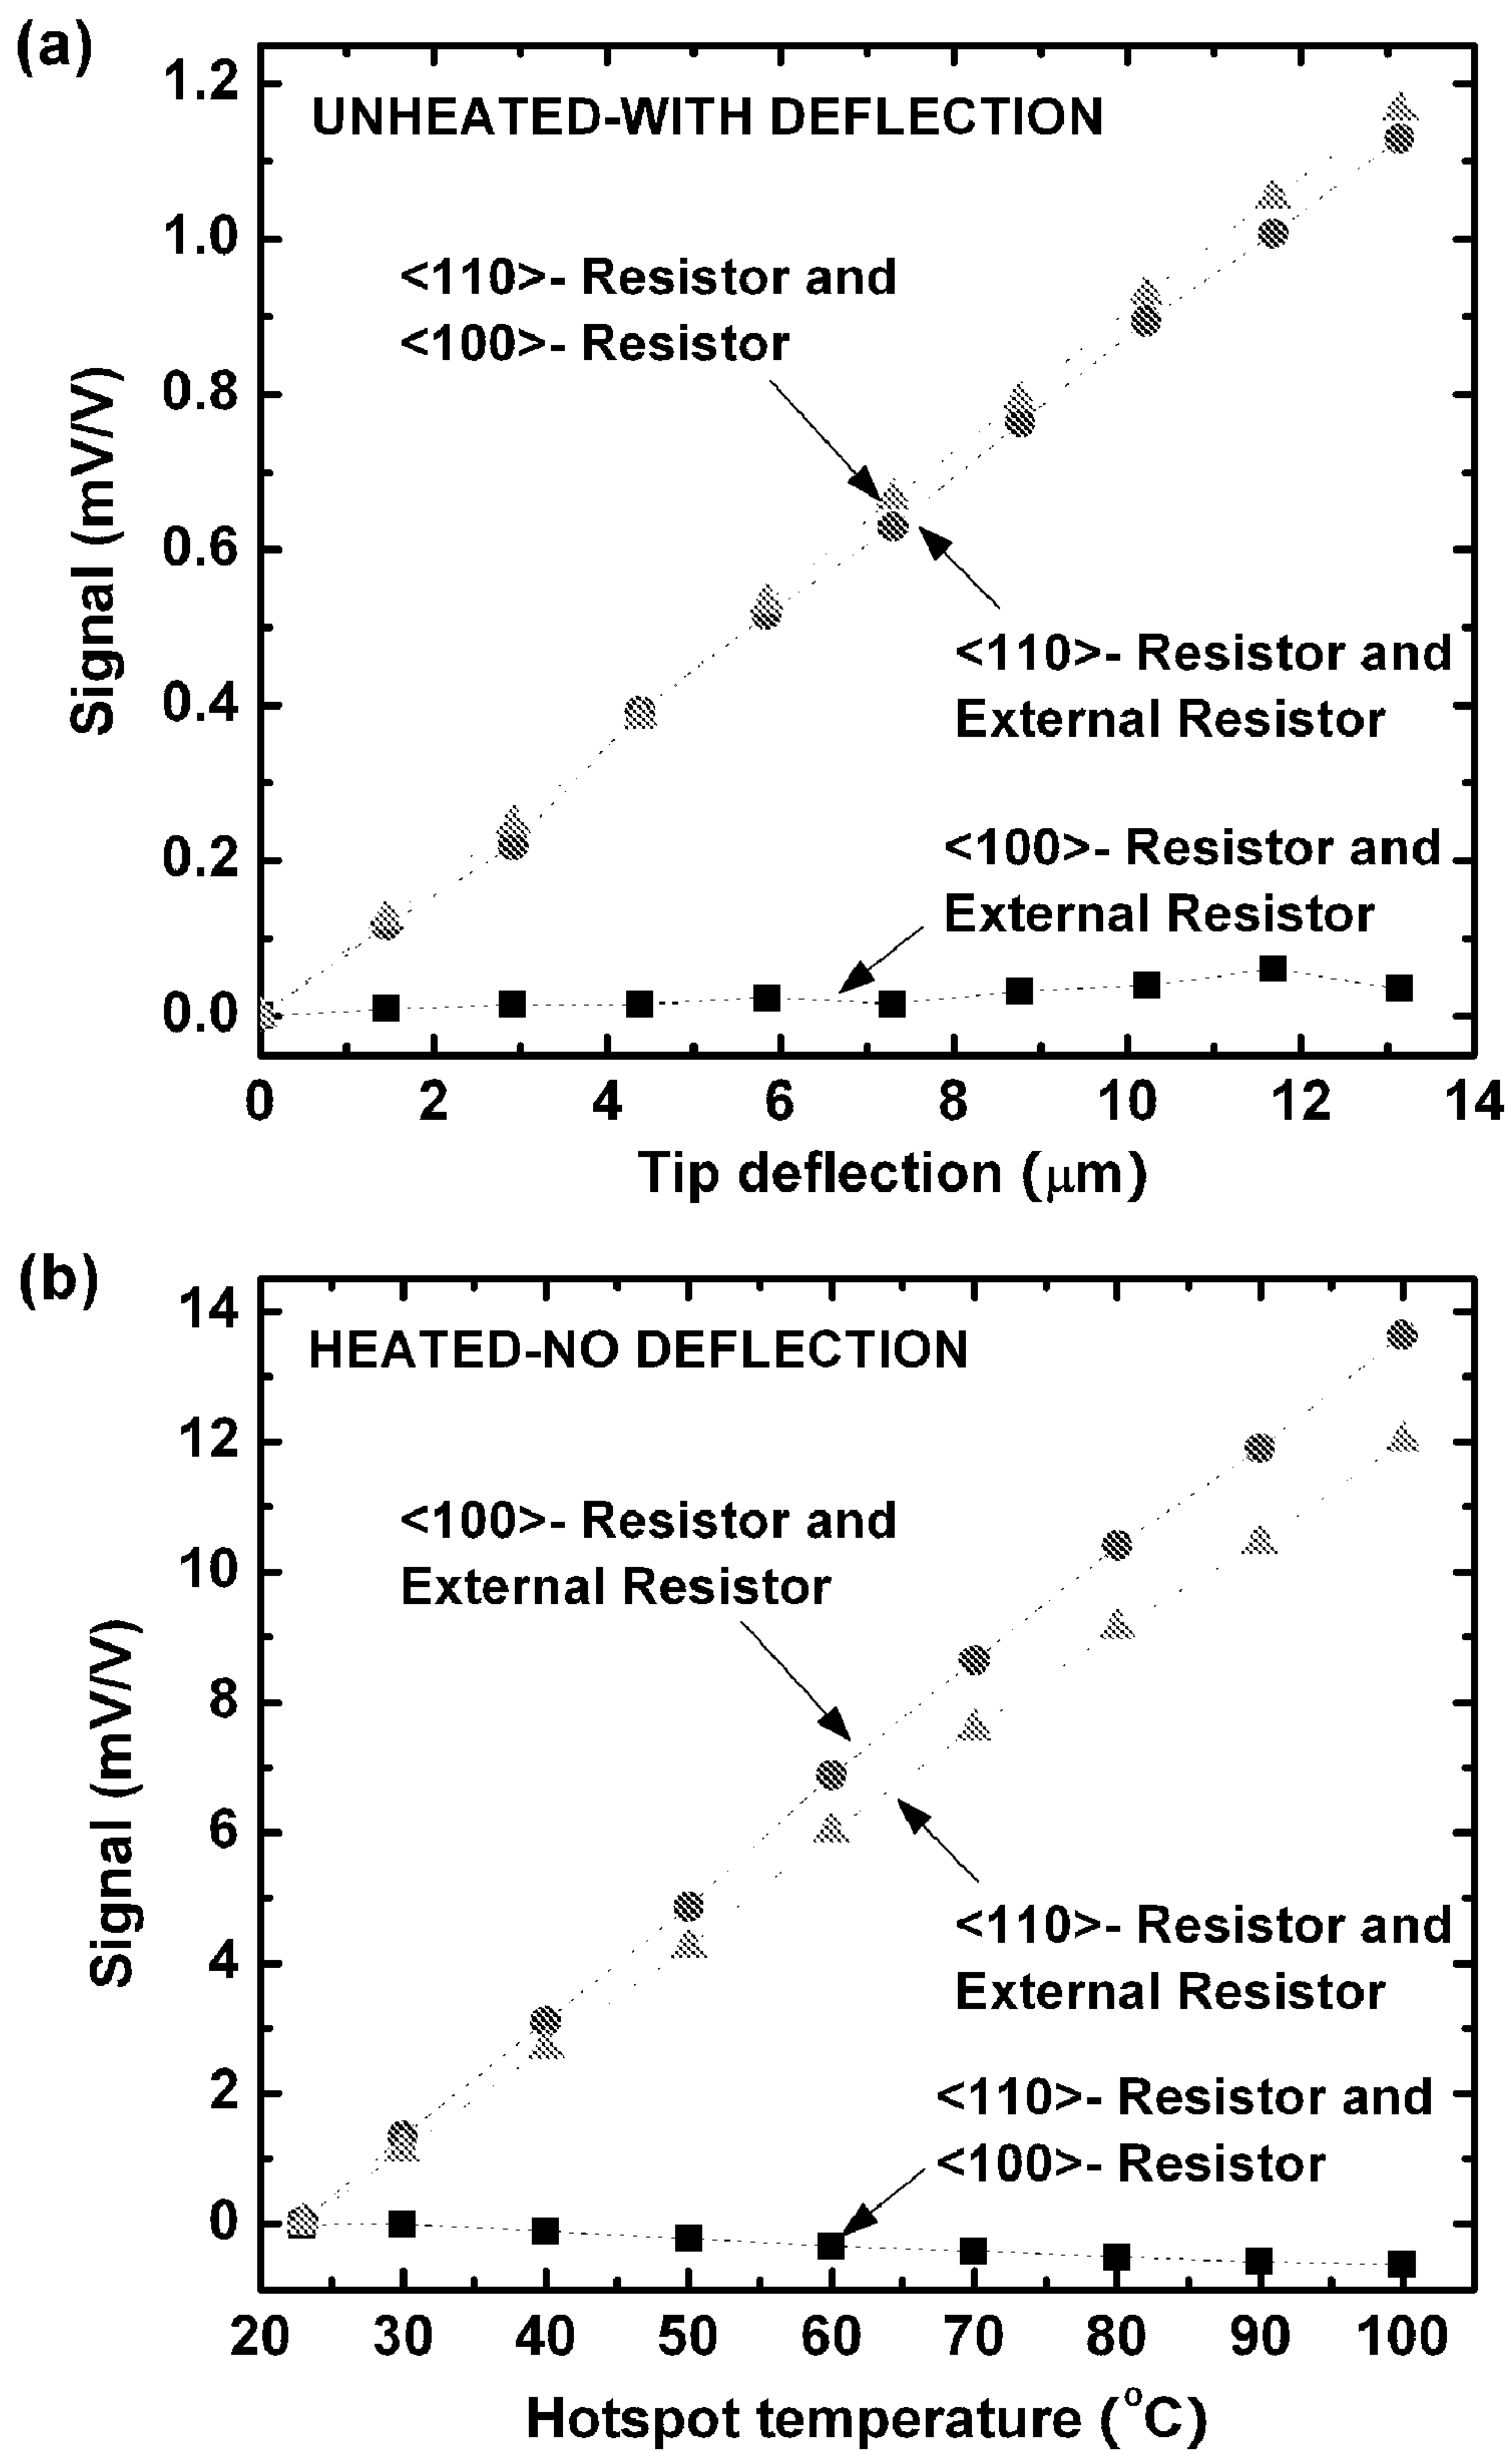 (a)
1.2
1.0
0.8
0.6
0.4
0.2
0.0
Signal (mV/V)
UNHEATED-WITH DEFLECTION
<110>- Resistor and
<100>- Resistor
<110>- Resistor and
External Resistor
<100>- Resistor and
External Resistor
0 2 4 6 8 10 12 14
Tip deflection (μm)
(b)
14
12
10
8
6
4
2
0
Signal (mV/V)
HEATED-NO DEFLECTION
<100>- Resistor and
External Resistor
<110>- Resistor and
External Resistor
<110>- Resistor and
<100>- Resistor
20 30 40 50 60 70 80 90 100
Hotspot temperature (°C)